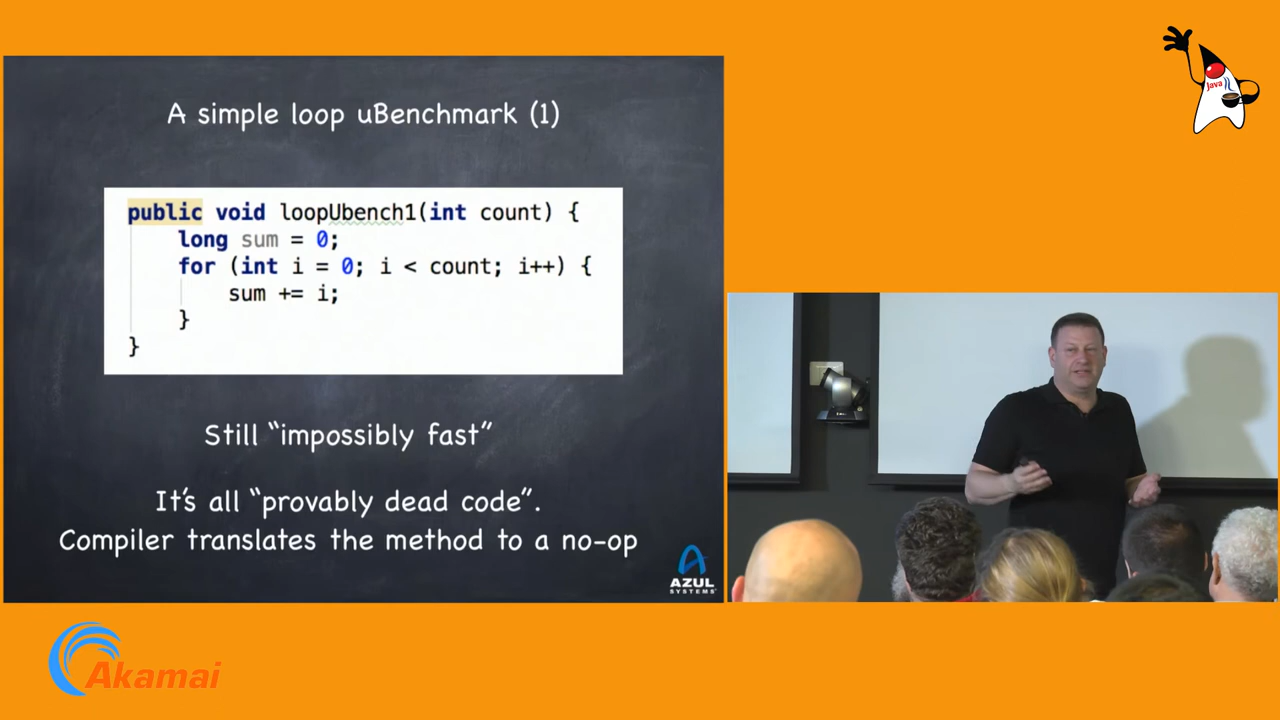 A simple loop uBenchmark (1)
public void loopUbench1(int count) {
long sum = 0;
for (int i = 0; i < count; i++) {
sum += i;
}
}
Still “impossibly fast”
It's all “provably dead code”.
Compiler translates the method to a no-op
AZUL
SYSTEMS
Java
Akamai